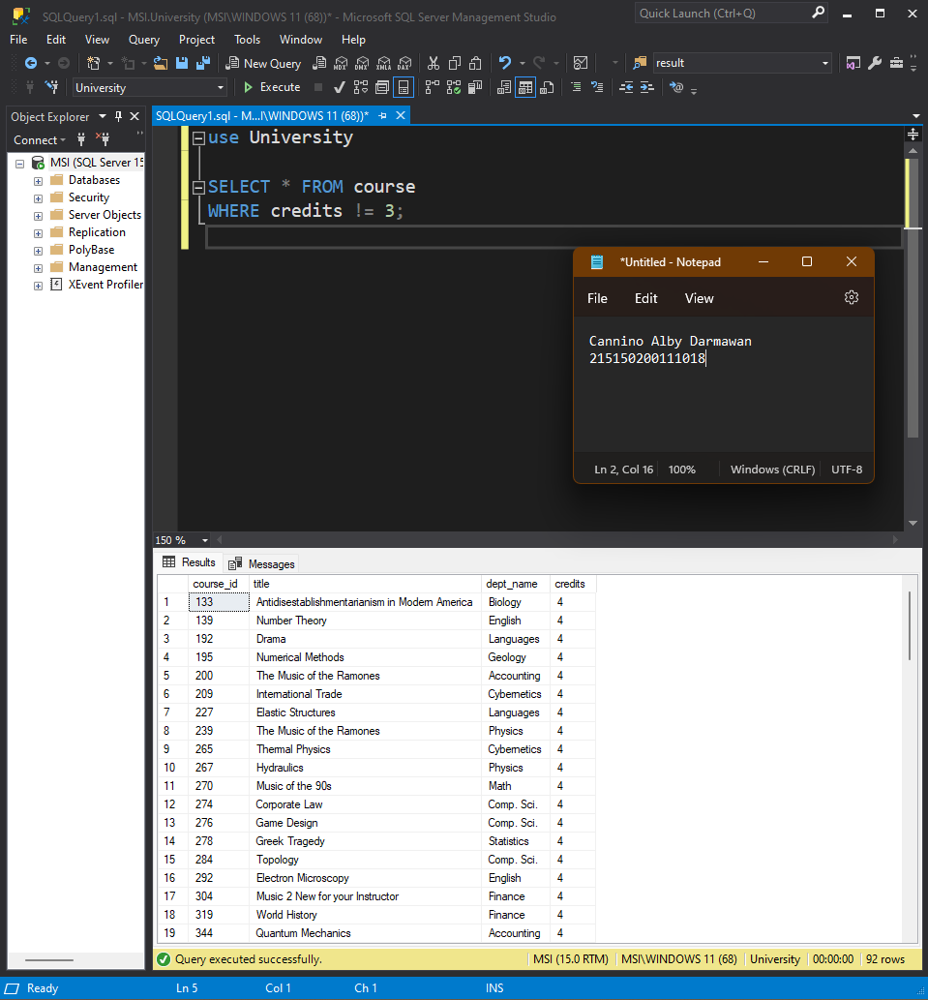 SQLQuery1.sql - MSI.University (MSI\WINDOWS 11 (68))* - Microsoft SQL Server Management Studio
Quick Launch (Ctrl+Q)
File Edit View Query Project Tools Window Help
New Query MDX DMX XMLA DAX result
University Execute
Object Explorer
SQLQuery1.sql - M...I\WINDOWS 11 (68))*
Connect
MSI (SQL Server 15
Databases
Security
Server Objects
Replication
PolyBase
Management
XEvent Profiler
use University
SELECT * FROM course
WHERE credits != 3;
*Untitled - Notepad
File Edit View
Cannino Alby Darmawan
215150200111018
Ln 2, Col 16 100% Windows (CRLF) UTF-8
150 %
Results Messages
course_id title dept_name credits
1 133 Antidisestablishmentarianism in Modern America Biology 4
2 139 Number Theory English 4
3 192 Drama Languages 4
4 195 Numerical Methods Geology 4
5 200 The Music of the Ramones Accounting 4
6 209 International Trade Cybernetics 4
7 227 Elastic Structures Languages 4
8 239 The Music of the Ramones Physics 4
9 265 Thermal Physics Cybernetics 4
10 267 Hydraulics Physics 4
11 270 Music of the 90s Math 4
12 274 Corporate Law Comp. Sci. 4
13 276 Game Design Comp. Sci. 4
14 278 Greek Tragedy Statistics 4
15 284 Topology Comp. Sci. 4
16 292 Electron Microscopy English 4
17 304 Music 2 New for your Instructor Finance 4
18 319 World History Finance 4
19 344 Quantum Mechanics Accounting 4
Query executed successfully. MSI (15.0 RTM) MSI\WINDOWS 11 (68) University 00:00:00 92 rows
Ready Ln 5 Col 1 Ch 1 INS